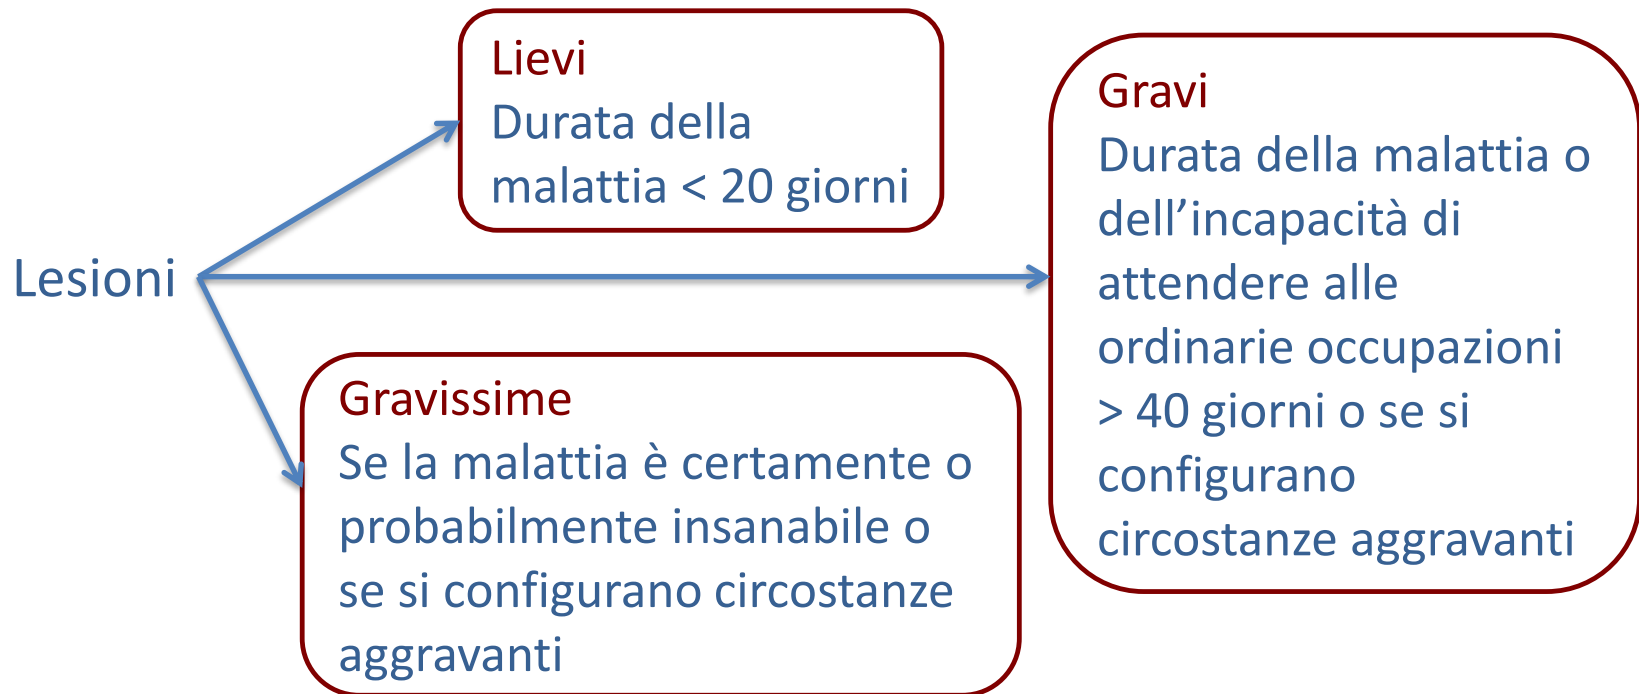 Lesioni
Lievi
Durata della
malattia < 20 giorni
Gravi
Durata della malattia o
dell’incapacità di
attendere alle
ordinarie occupazioni
> 40 giorni o se si
configurano
circostanze aggravanti
Gravissime
Se la malattia è certamente o
probabilmente insanabile o
se si configurano circostanze
aggravanti